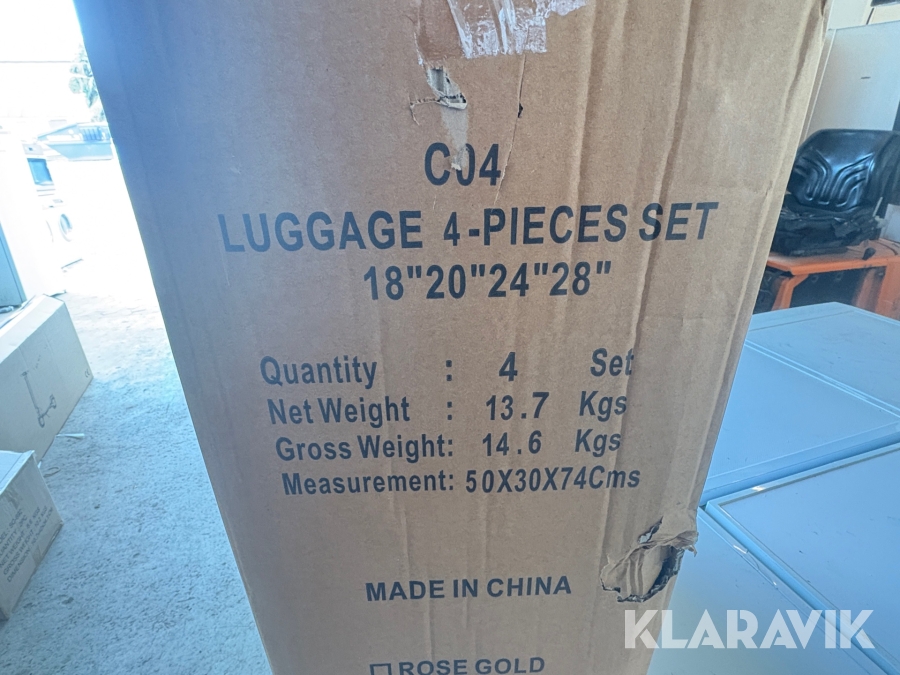 C04
LUGGAGE 4-PIECES SET
18"20"24"28"
Quantity : 4 Set
Net Weight : 13.7 Kgs
Gross Weight: 14.6 Kgs
Measurement: 50X30X74Cms
MADE IN CHINA
ROSE GOLD
KLARAVIK